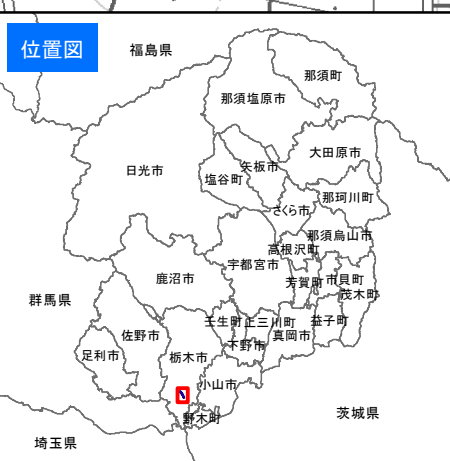 位置図
福島県
那須町
那須塩原市
大田原市
矢板市
日光市
塩谷町
那珂川町
さくら市
那須烏山市
高根沢町
宇都宮市
鹿沼市
芳賀町
市貝町
茂木町
群馬県
壬生町
上三川町
益子町
佐野市
真岡市
下野市
足利市
栃木市
小山市
野木町
茨城県
埼玉県